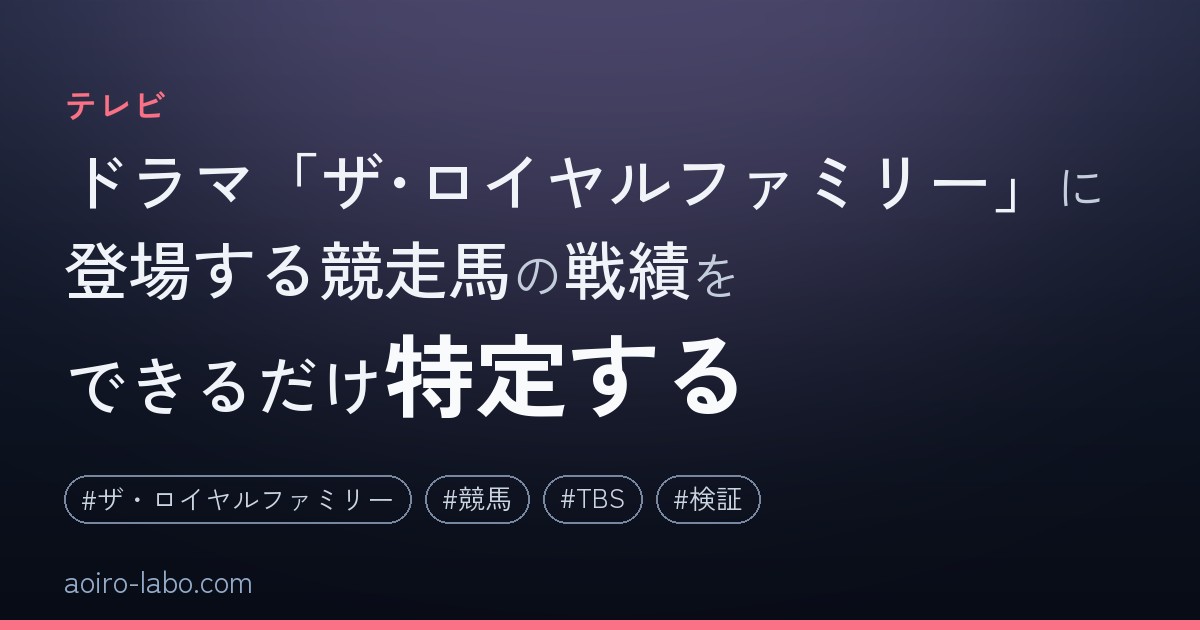 テレビ
ドラマ「ザ・ロイヤルファミリー」に
登場する競走馬の戦績を
できるだけ特定する
#ザ・ロイヤルファミリー #競馬 #TBS #検証
aoiro-labo.com